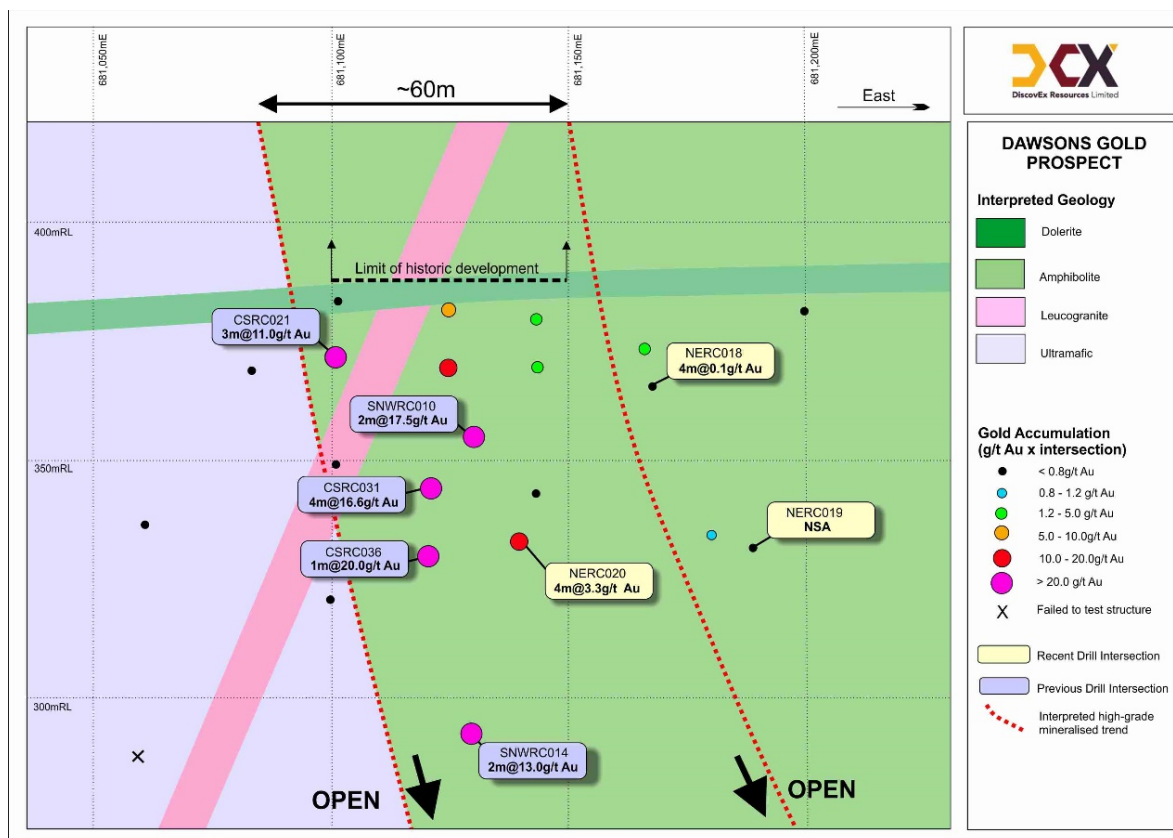 681,050mE
681,100mE
681,150mE
681,200mE
~60m
East
400mRL
Limit of historic development
CSRC021
3m@11.0g/t Au
NERC018
4m@0.1g/t Au
SNWRC010
2m@17.5g/t Au
350mRL
CSRC031
4m@16.6g/t Au
NERC019
NSA
CSRC036
1m@20.0g/t Au
NERC020
4m@3.3g/t Au
300mRL
SNWRC014
2m@13.0g/t Au
OPEN
OPEN
DCX
DiscovEx Resources Limited
DAWSONS GOLD
PROSPECT
Interpreted Geology
Dolerite
Amphibolite
Leucogranite
Ultramafic
Gold Accumulation
(g/t Au x intersection)
< 0.8g/t Au
0.8 - 1.2 g/t Au
1.2 - 5.0 g/t Au
5.0 - 10.0g/t Au
10.0 - 20.0g/t Au
> 20.0 g/t Au
X Failed to test structure
Recent Drill Intersection
Previous Drill Intersection
Interpreted high-grade
mineralised trend